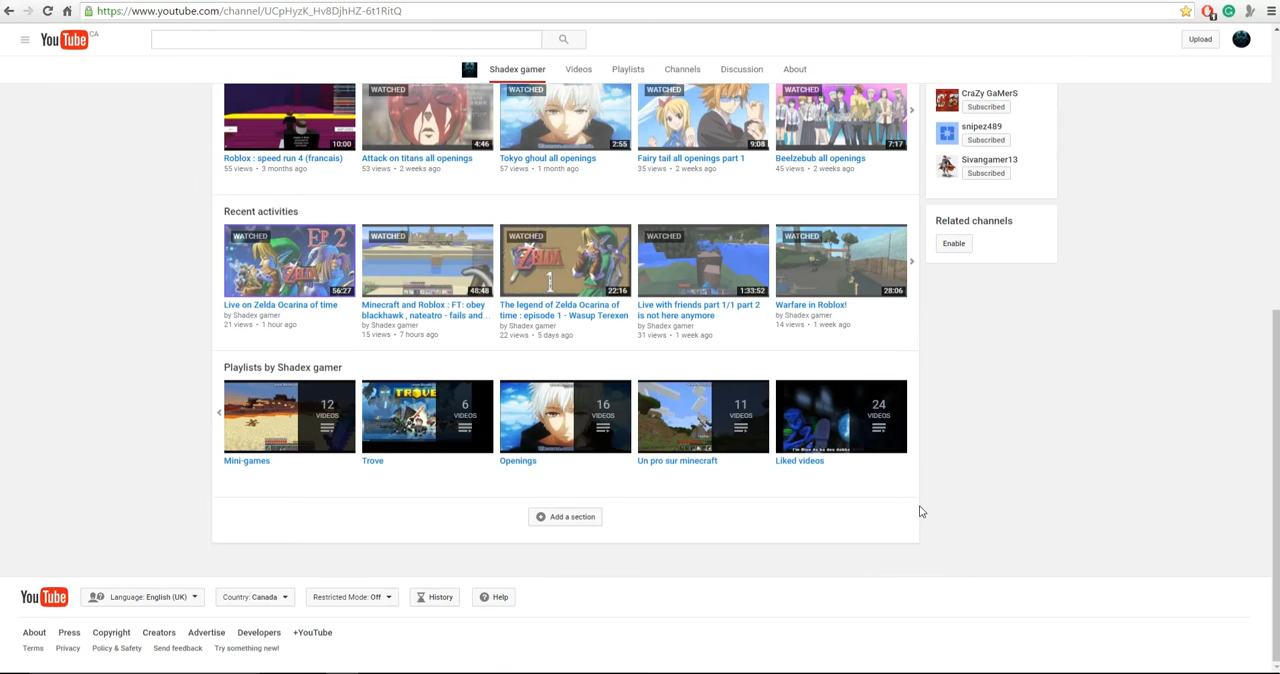 https://www.youtube.com/channel/UCpHyzK_Hv8DjhHZ-6t1RitQ
YouTube CA
Upload
Shadex gamer Videos Playlists Channels Discussion About
WATCHED WATCHED WATCHED WATCHED
10:00 4:46 2:55 9:08 7:17
Roblox : speed run 4 (francais) Attack on titans all openings Tokyo ghoul all openings Fairy tail all openings part 1 Beelzebub all openings
55 views • 3 months ago 53 views • 2 weeks ago 57 views • 1 month ago 35 views • 2 weeks ago 45 views • 2 weeks ago
CraZy GaMerS
Subscribed
snipez489
Subscribed
Sivangamer13
Subscribed
Related channels
Enable
Recent activities
WATCHED WATCHED WATCHED WATCHED WATCHED
EP 2
ZELDA
1
56:27 48:48 22:16 1:33:52 28:06
Live on Zelda Ocarina of time
by Shadex gamer
21 views • 1 hour ago
Minecraft and Roblox : FT: obey
blackhawk , nateatro - fails and...
by Shadex gamer
15 views • 7 hours ago
The legend of Zelda Ocarina of
time : episode 1 - Wasup Terexen
by Shadex gamer
22 views • 5 days ago
Live with friends part 1/1 part 2
is not here anymore
by Shadex gamer
31 views • 1 week ago
Warfare in Roblox!
by Shadex gamer
14 views • 1 week ago
Playlists by Shadex gamer
TROVE
12 6 16 11 24
VIDEOS VIDEOS VIDEOS VIDEOS VIDEOS
Mini-games Trove Openings Un pro sur minecraft Liked videos
Add a section
YouTube Language: English (UK) Country: Canada Restricted Mode: Off History Help
About Press Copyright Creators Advertise Developers +YouTube
Terms Privacy Policy & Safety Send feedback Try something new!